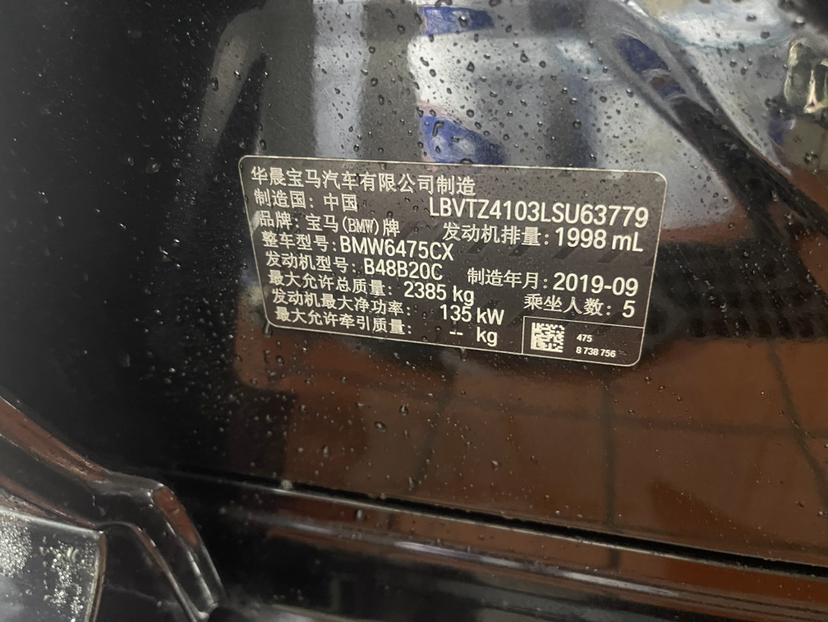 华晨宝马汽车有限公司制造
制造国: 中国 LBVTZ4103LSU63779
品牌: 宝马(BMW)牌 发动机排量: 1998 mL
整车型号: BMW6475CX
发动机型号: B48B20C 制造年月: 2019-09
最大允许总质量: 2385 kg 乘坐人数: 5
发动机最大净功率: 135 kW
最大允许牵引质量: -- kg
475
8 738 756